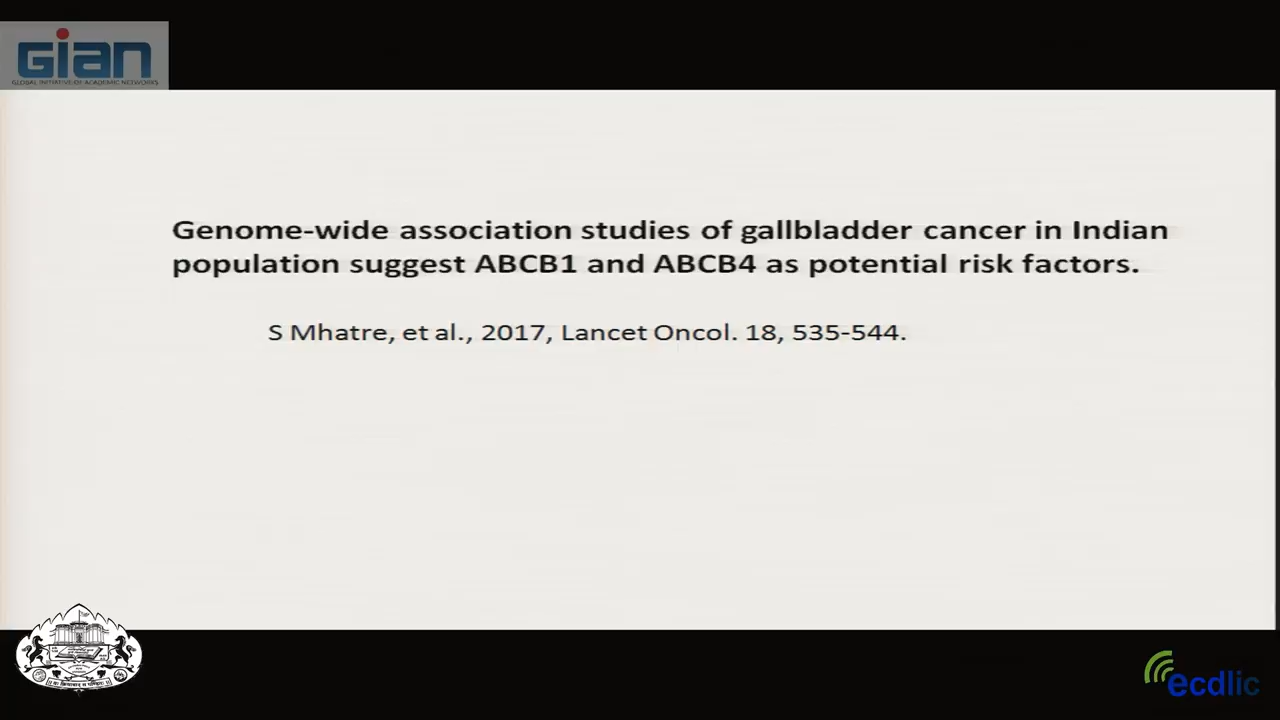 GIAN
GLOBAL INITIATIVE OF ACADEMIC NETWORKS
Genome-wide association studies of gallbladder cancer in Indian
population suggest ABCB1 and ABCB4 as potential risk factors.
S Mhatre, et al., 2017, Lancet Oncol. 18, 535-544.
ecdlic